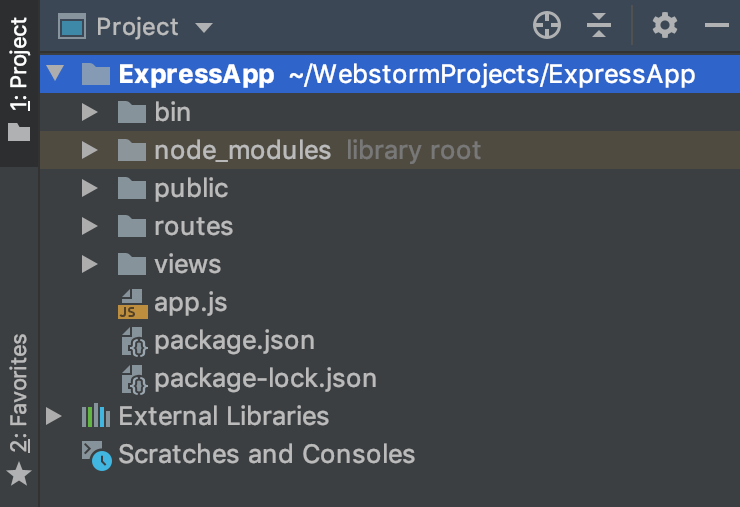 Project
1: Project
ExpressApp ~/WebstormProjects/ExpressApp
bin
node_modules library root
public
routes
views
JS app.js
package.json
package-lock.json
2: Favorites
External Libraries
Scratches and Consoles